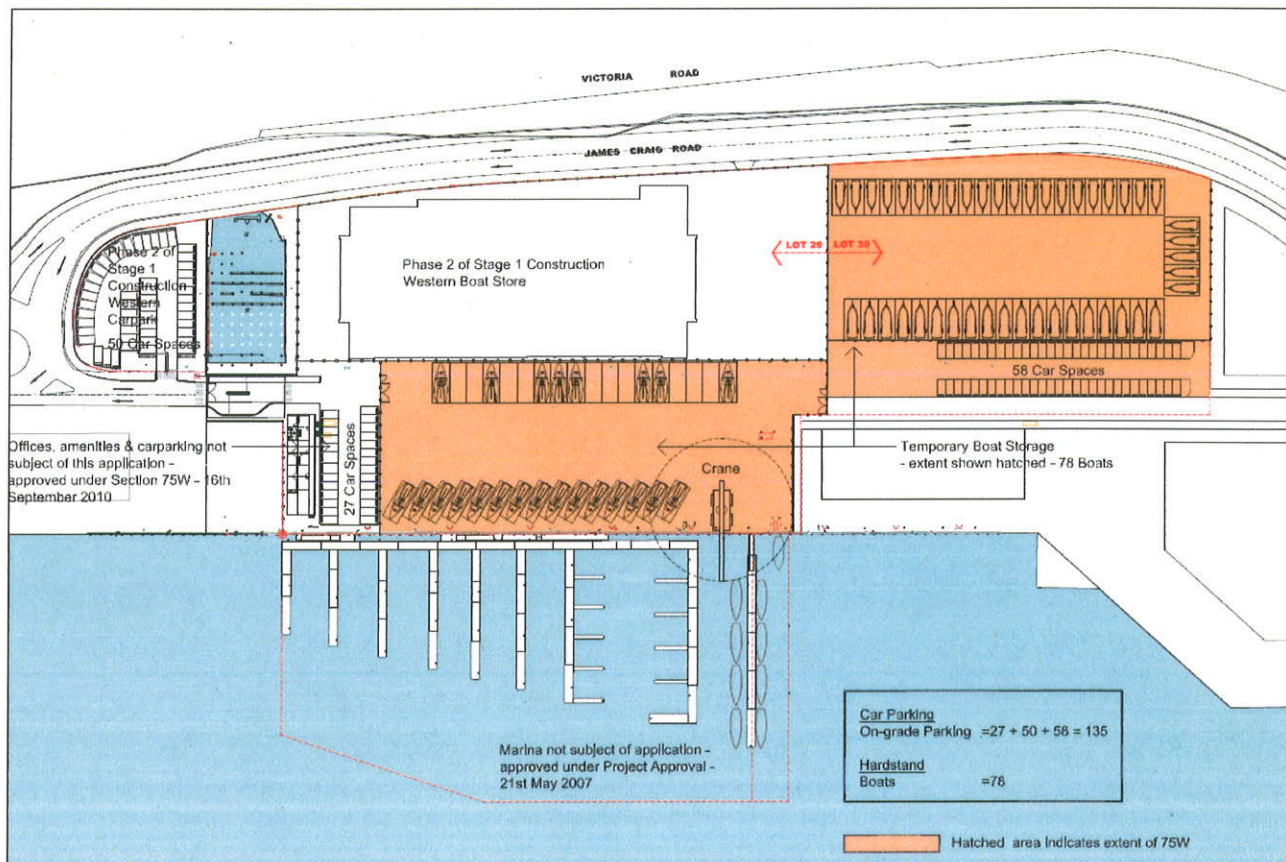 VICTORIA ROAD
JAMES CRAIG ROAD
LOT 29 LOT 30
Phase 2 of
Stage 1
Construction
Western
Carpark
50 Car Spaces
Phase 2 of Stage 1 Construction
Western Boat Store
58 Car Spaces
Offices, amenities & carparking not
subject of this application –
approved under Section 75W – 16th
September 2010
27 Car Spaces
Crane
Temporary Boat Storage
- extent shown hatched - 78 Boats
Marina not subject of application –
approved under Project Approval –
21st May 2007
Car Parking
On-grade Parking =27 + 50 + 58 = 135
Hardstand
Boats =78
Hatched area indicates extent of 75W